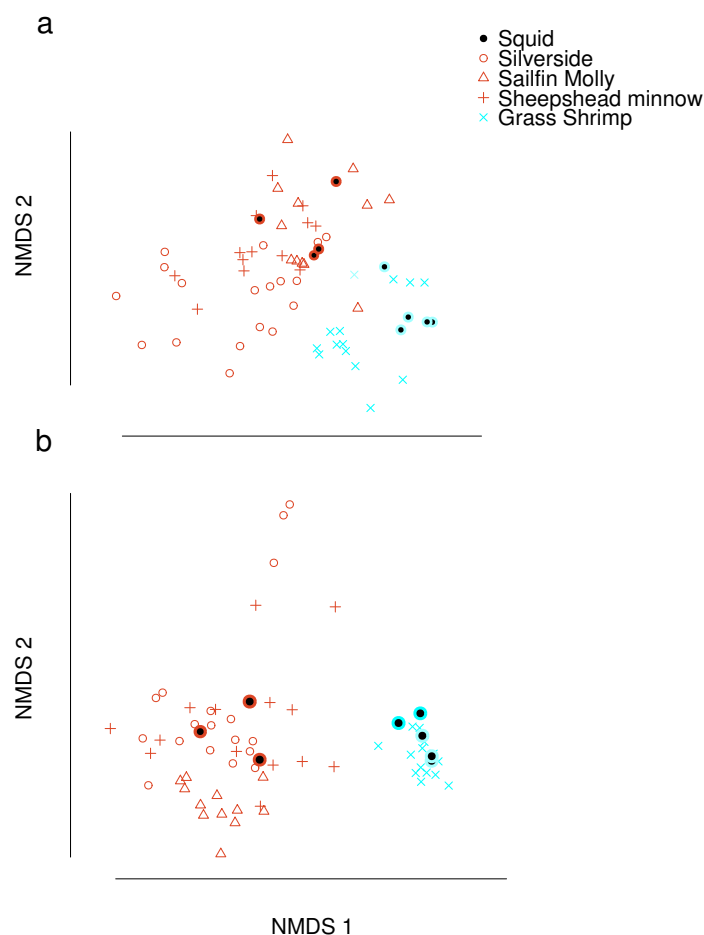 a
Squid
Silverside
Sailfin Molly
Sheepshead minnow
Grass Shrimp
NMDS 2
b
NMDS 2
NMDS 1